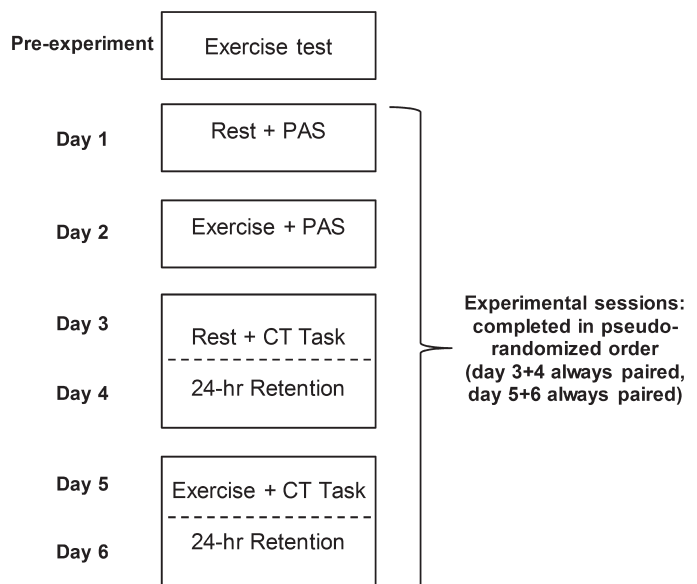 Pre-experiment
Exercise test
Day 1
Rest + PAS
Day 2
Exercise + PAS
Day 3
Rest + CT Task
Day 4
24-hr Retention
Day 5
Exercise + CT Task
Day 6
24-hr Retention
Experimental sessions:
completed in pseudo-
randomized order
(day 3+4 always paired,
day 5+6 always paired)